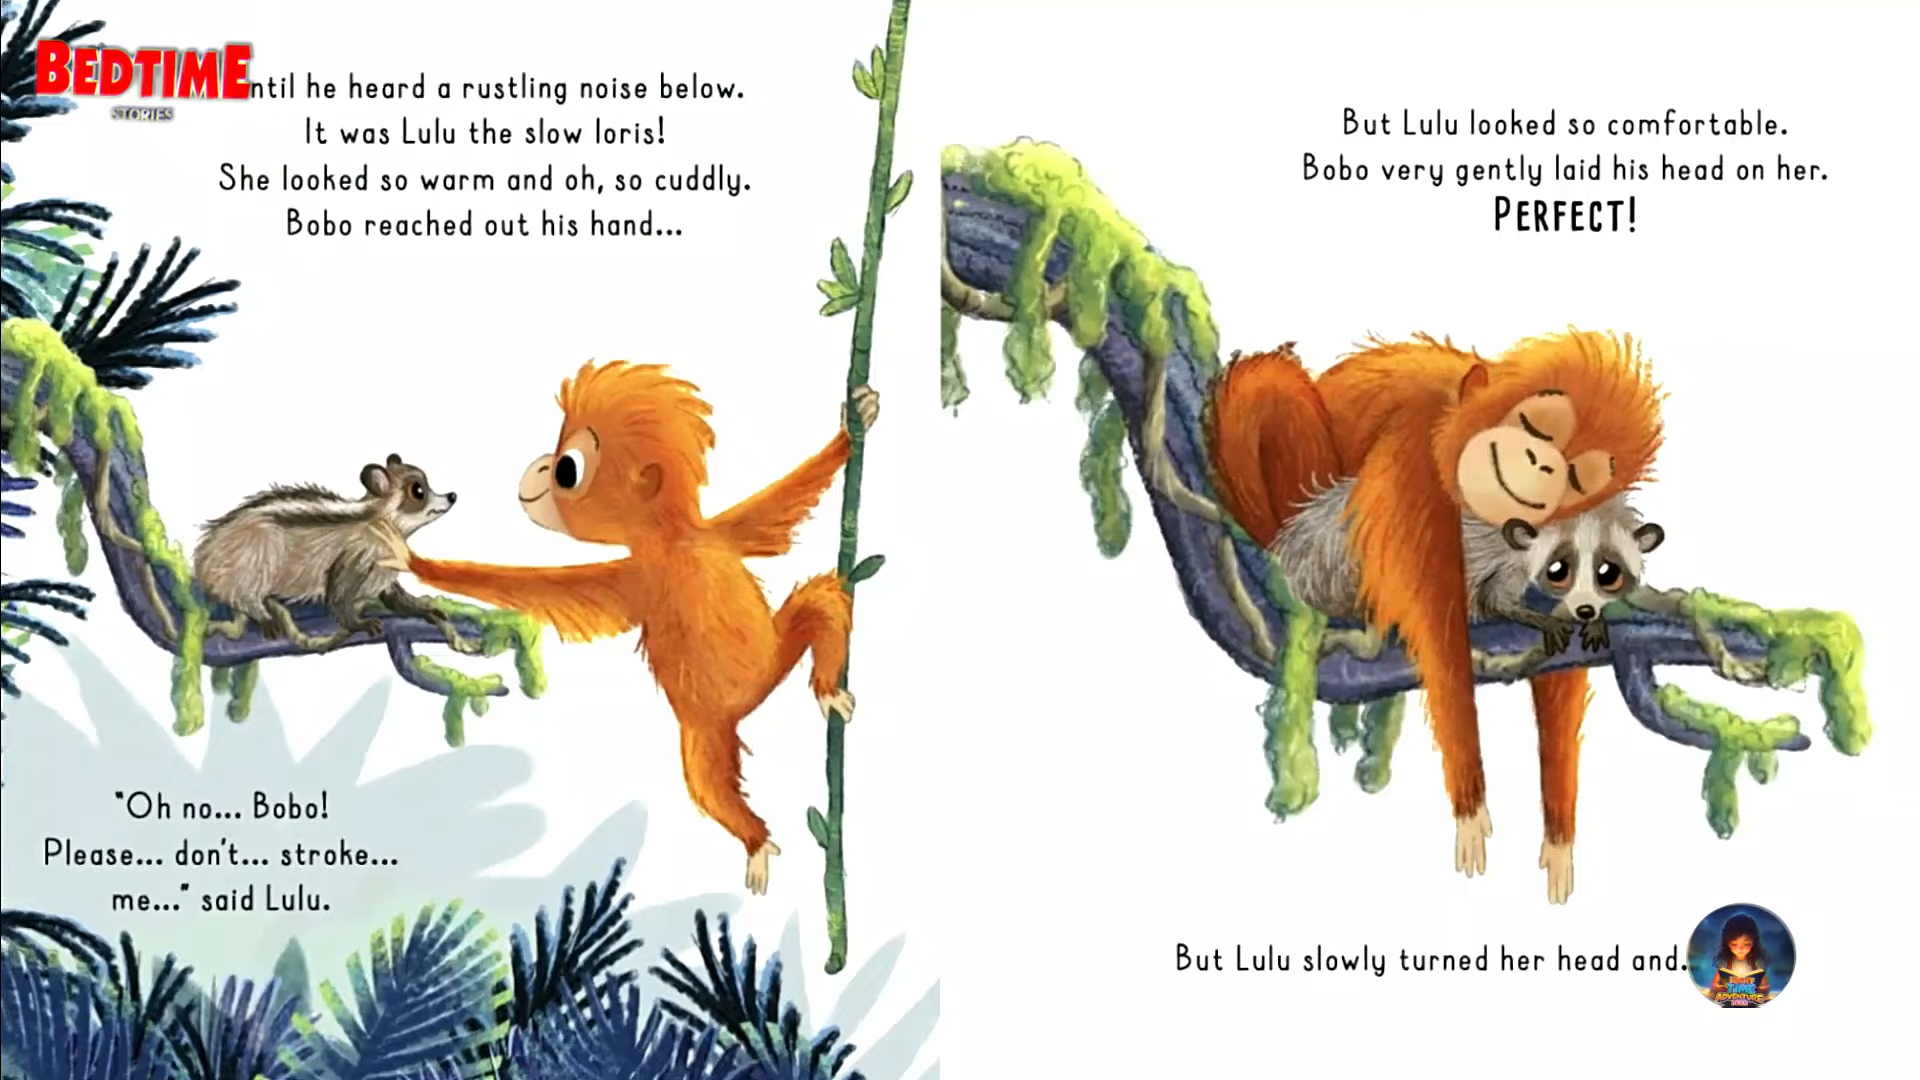 BEDTIME
STORIES
ntil he heard a rustling noise below.
It was Lulu the slow loris!
She looked so warm and oh, so cuddly.
Bobo reached out his hand...
"Oh no... Bobo!
Please... don't... stroke...
me..." said Lulu.
But Lulu looked so comfortable.
Bobo very gently laid his head on her.
PERFECT!
But Lulu slowly turned her head and.
TIME
ADVENTURE